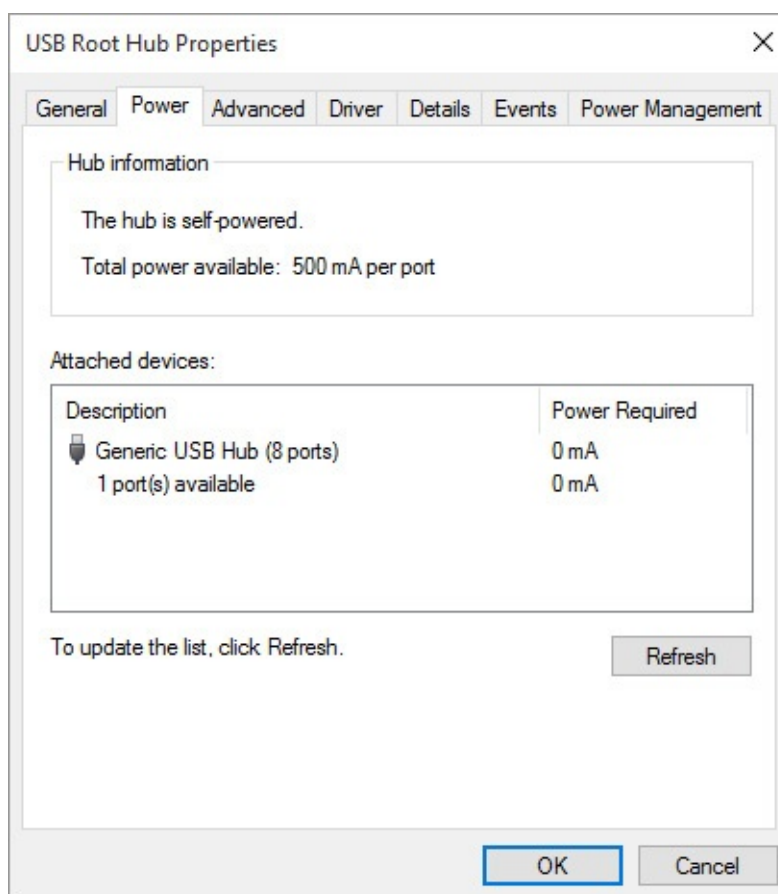 USB Root Hub Properties
General Power Advanced Driver Details Events Power Management
Hub information
The hub is self-powered.
Total power available: 500 mA per port
Attached devices:
Description Power Required
Generic USB Hub (8 ports) 0 mA
1 port(s) available 0 mA
To update the list, click Refresh.
Refresh
OK Cancel